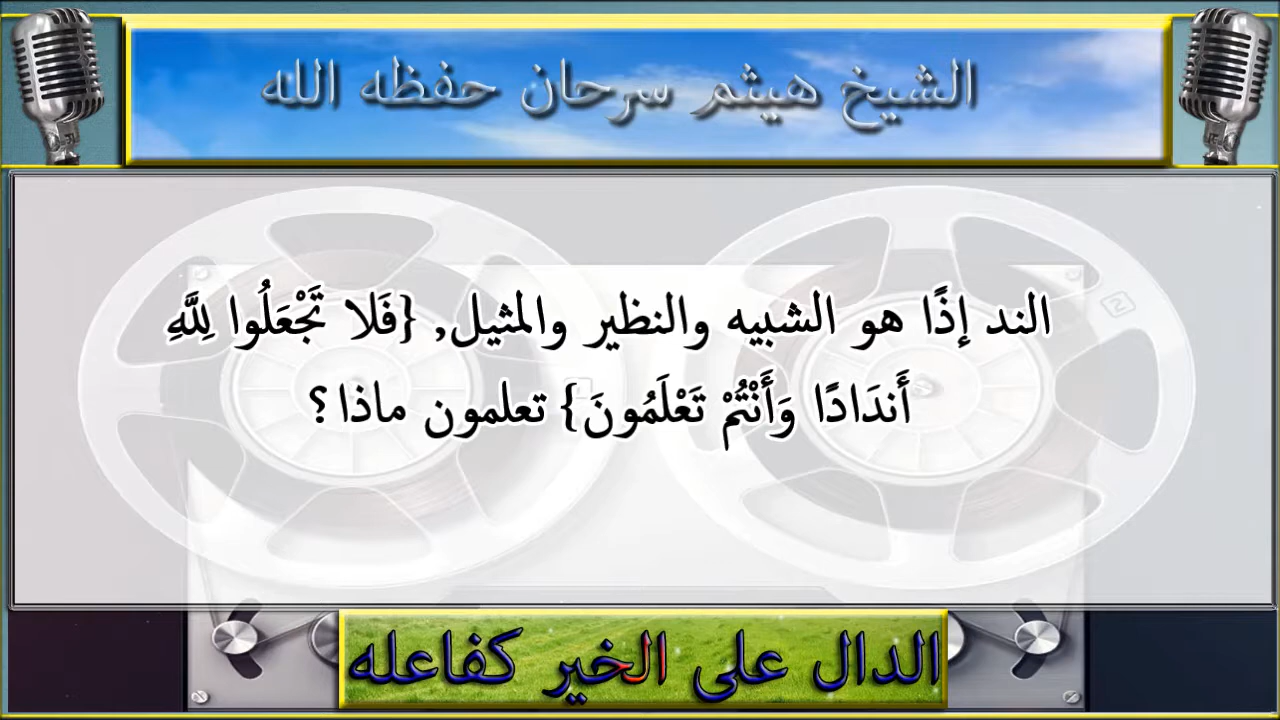 الشيخ هيثم سرحان حفظه الله
الند إذًا هو الشبيه والنظير والمثيل, {فَلا تَجْعَلُوا لِلَّهِ
أَندَادًا وَأَنْتُمْ تَعْلَمُونَ} تعلمون ماذا؟
الدال على الخير كفاعله